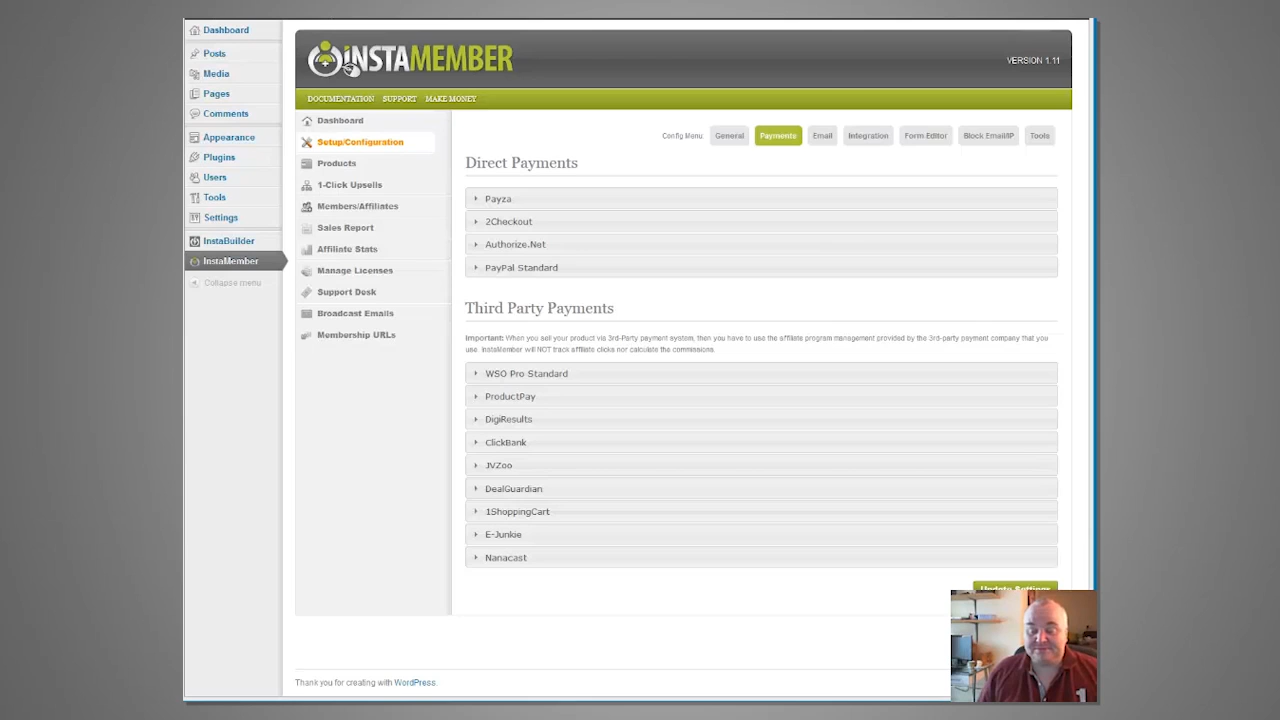 Dashboard
Posts
Media
Pages
Comments
Appearance
Plugins
Users
Tools
Settings
InstaBuilder
InstaMember
Collapse menu
INSTAMEMBER
VERSION 1.11
DOCUMENTATION SUPPORT MAKE MONEY
Dashboard
Setup/Configuration
Products
1-Click Upsells
Members/Affiliates
Sales Report
Affiliate Stats
Manage Licenses
Support Desk
Broadcast Emails
Membership URLs
Config Menu: General Payments Email Integration Form Editor Block Email/IP Tools
Direct Payments
Payza
2Checkout
Authorize.Net
PayPal Standard
Third Party Payments
Important: When you sell your product via 3rd-Party payment system, then you have to use the affiliate program management provided by the 3rd-party payment company that you
use. InstaMember will NOT track affiliate clicks nor calculate the commissions.
WSO Pro Standard
ProductPay
DigiResults
ClickBank
JVZoo
DealGuardian
1ShoppingCart
E-Junkie
Nanacast
Update Settings
Thank you for creating with WordPress.